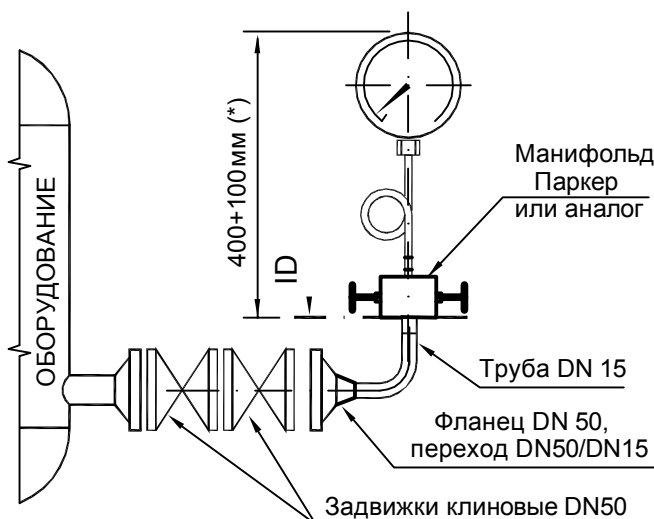 400+100мм (*)
Манифольд
Паркер
или аналог
ID
ОБОРУДОВАНИЕ
Труба DN 15
Фланец DN 50,
переход DN50/DN15
Задвижки клиновые DN50